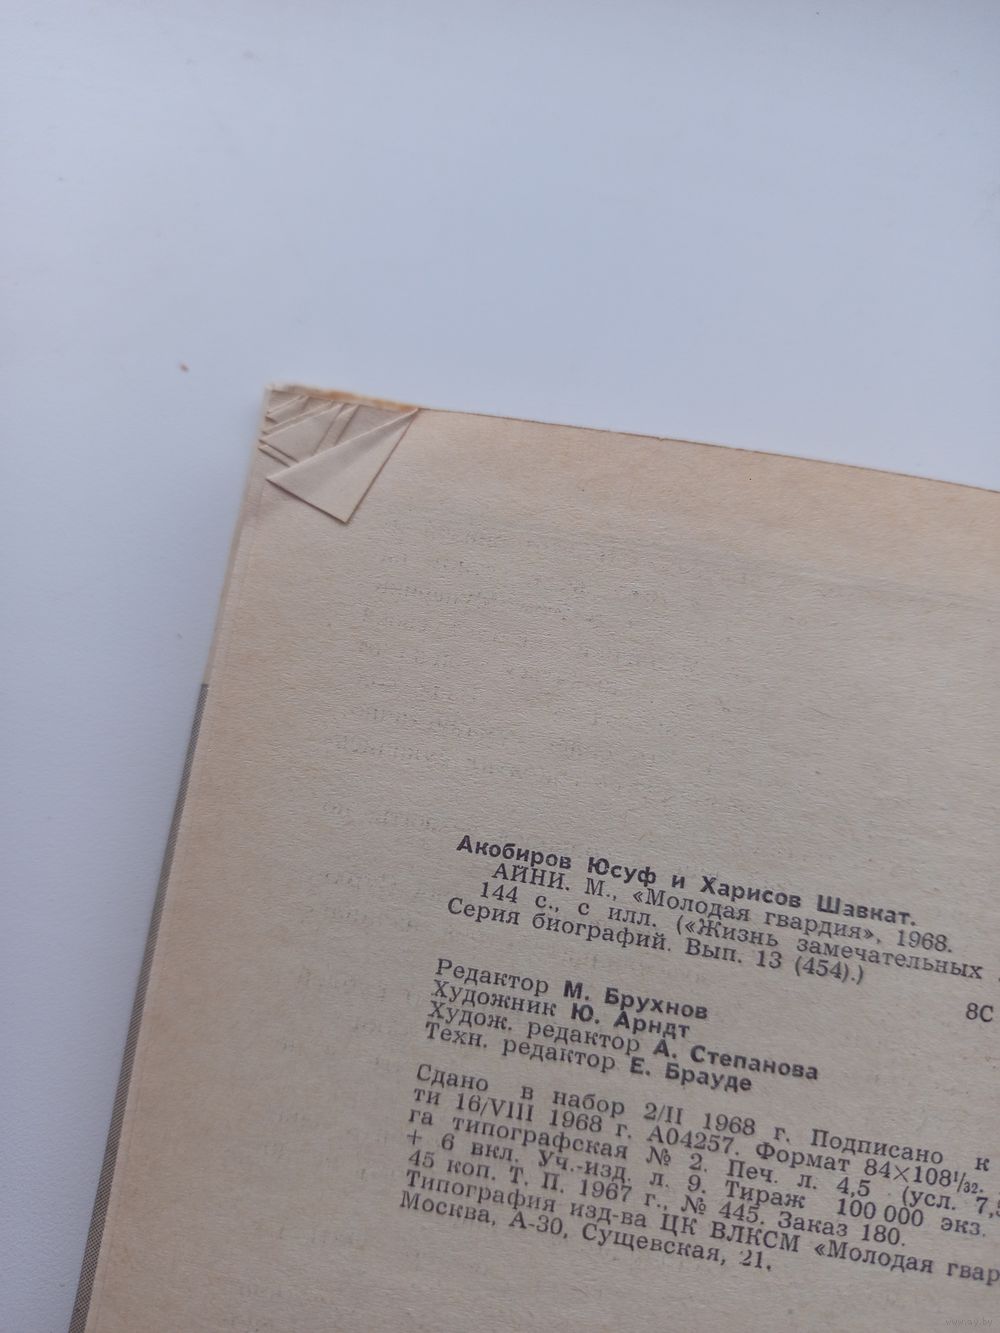 Акобиров Юсуф и Харисов Шавкат.
АЙНИ. М., «Молодая гвардия», 1968.
144 с., с илл. («Жизнь замечательных
Серия биографий. Вып. 13 (454).)
8С
Редактор М. Брухнов
Художник Ю. Арндт
Худож. редактор А. Степанова
Техн. редактор Е. Брауде
Сдано в набор 2/II 1968 г. Подписано к
ти 16/VIII 1968 г. А04257. Формат 84×108¹/₃₂.
га типографская № 2. Печ. л. 4,5 (усл. 7,5
+ 6 вкл. Уч.-изд. л. 9. Тираж 100 000 экз.
45 коп. Т. П. 1967 г., № 445. Заказ 180.
Типография изд-ва ЦК ВЛКСМ «Молодая гвар
Москва, А-30, Сущевская, 21.